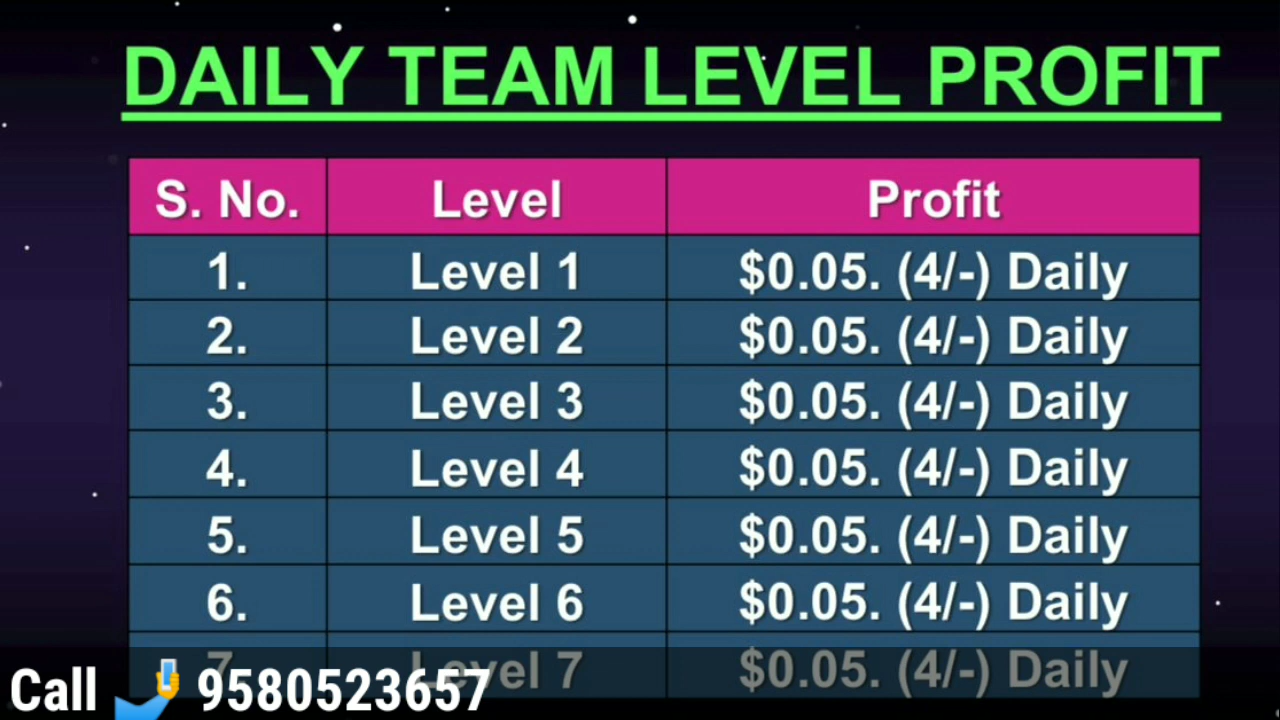 DAILY TEAM LEVEL PROFIT
S. No. Level Profit
1. Level 1 $0.05. (4/-) Daily
2. Level 2 $0.05. (4/-) Daily
3. Level 3 $0.05. (4/-) Daily
4. Level 4 $0.05. (4/-) Daily
5. Level 5 $0.05. (4/-) Daily
6. Level 6 $0.05. (4/-) Daily
7. Level 7 $0.05. (4/-) Daily
Call 9580523657